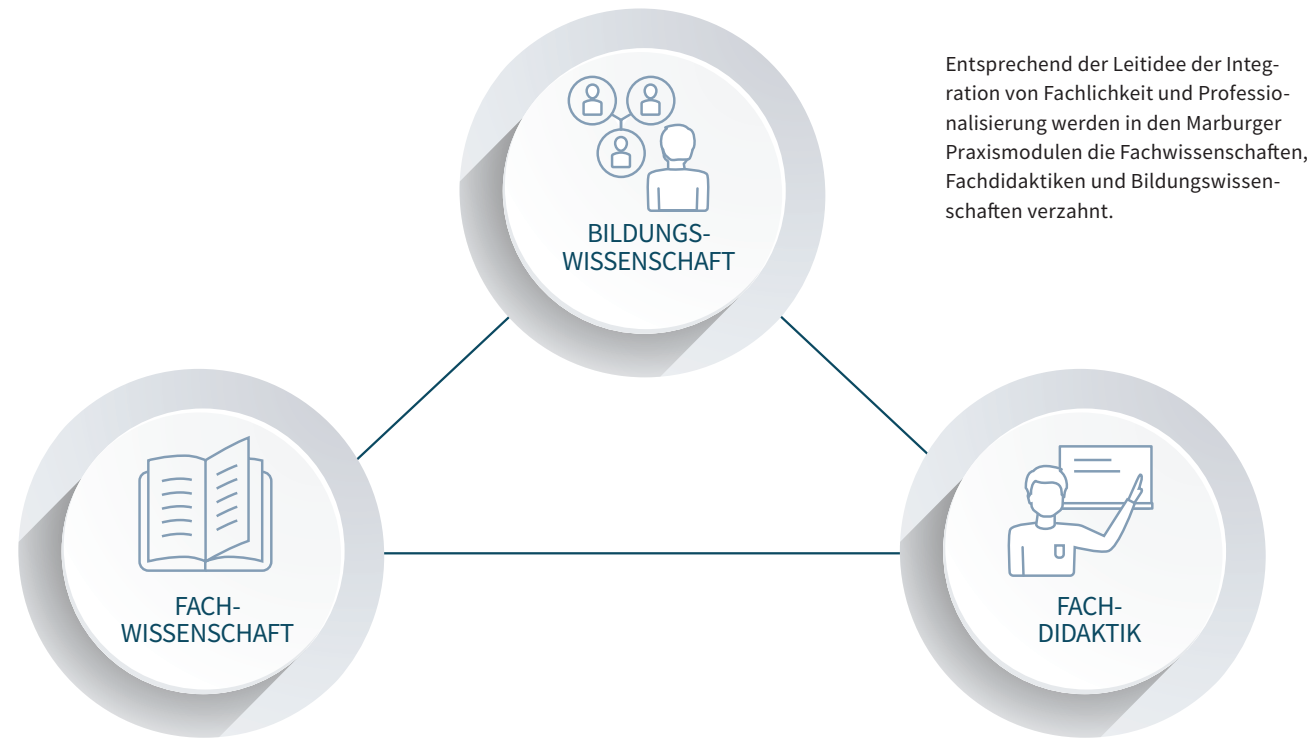 Entsprechend der Leitidee der Integ-
ration von Fachlichkeit und Professio-
nalisierung werden in den Marburger
Praxismodulen die Fachwissenschaften,
Fachdidaktiken und Bildungswissen-
schaften verzahnt.
BILDUNGS-
WISSENSCHAFT
FACH-
WISSENSCHAFT
FACH-
DIDAKTIK